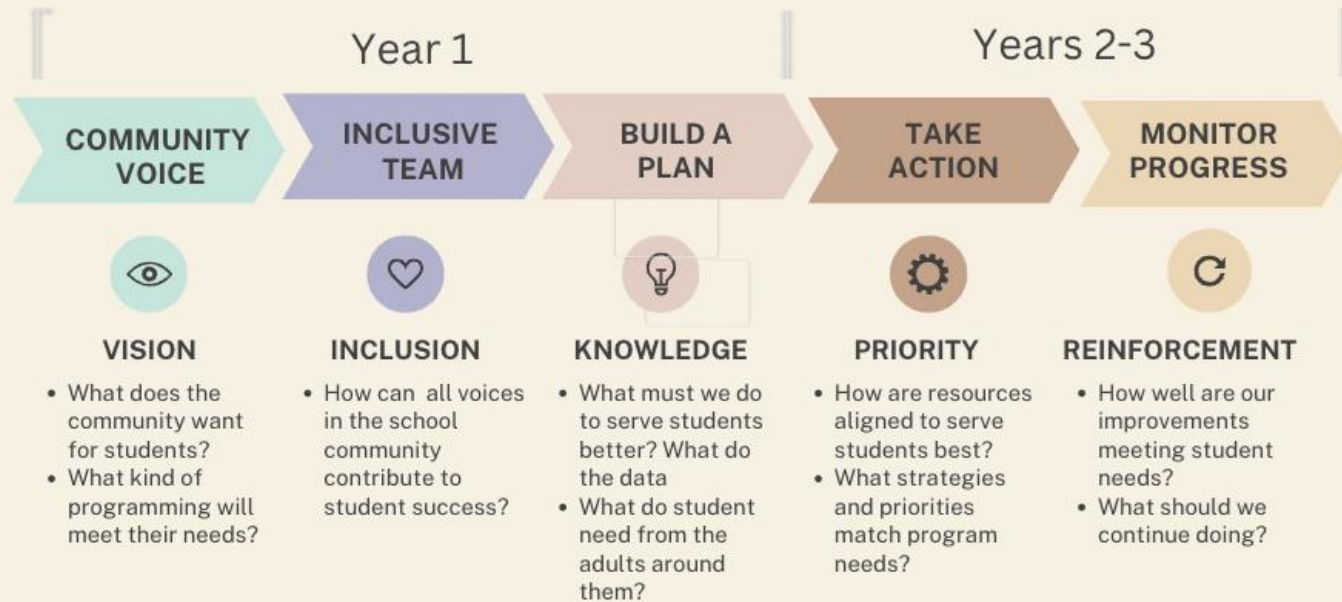 Year 1
Years 2-3
COMMUNITY
VOICE
INCLUSIVE
TEAM
BUILD A
PLAN
TAKE
ACTION
MONITOR
PROGRESS
VISION
• What does the
community want
for students?
• What kind of
programming will
meet their needs?
INCLUSION
• How can all voices
in the school
community
contribute to
student success?
KNOWLEDGE
• What must we do
to serve students
better? What do
the data
• What do student
need from the
adults around
them?
PRIORITY
• How are resources
aligned to serve
students best?
• What strategies
and priorities
match program
needs?
REINFORCEMENT
• How well are our
improvements
meeting student
needs?
• What should we
continue doing?